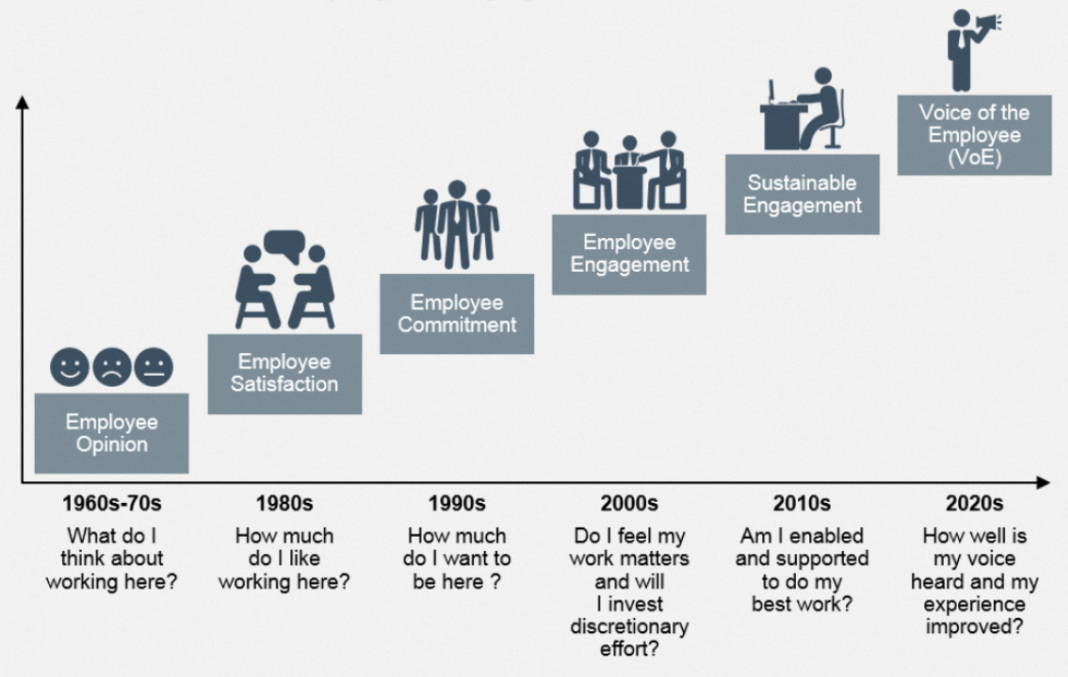 Voice of the
Employee
(VoE)
Sustainable
Engagement
Employee
Engagement
Employee
Commitment
Employee
Satisfaction
Employee
Opinion
1960s-70s
What do I
think about
working here?
1980s
How much
do I like
working here?
1990s
How much
do I want to
be here ?
2000s
Do I feel my
work matters
and will
I invest
discretionary
effort?
2010s
Am I enabled
and supported
to do my
best work?
2020s
How well is
my voice
heard and my
experience
improved?